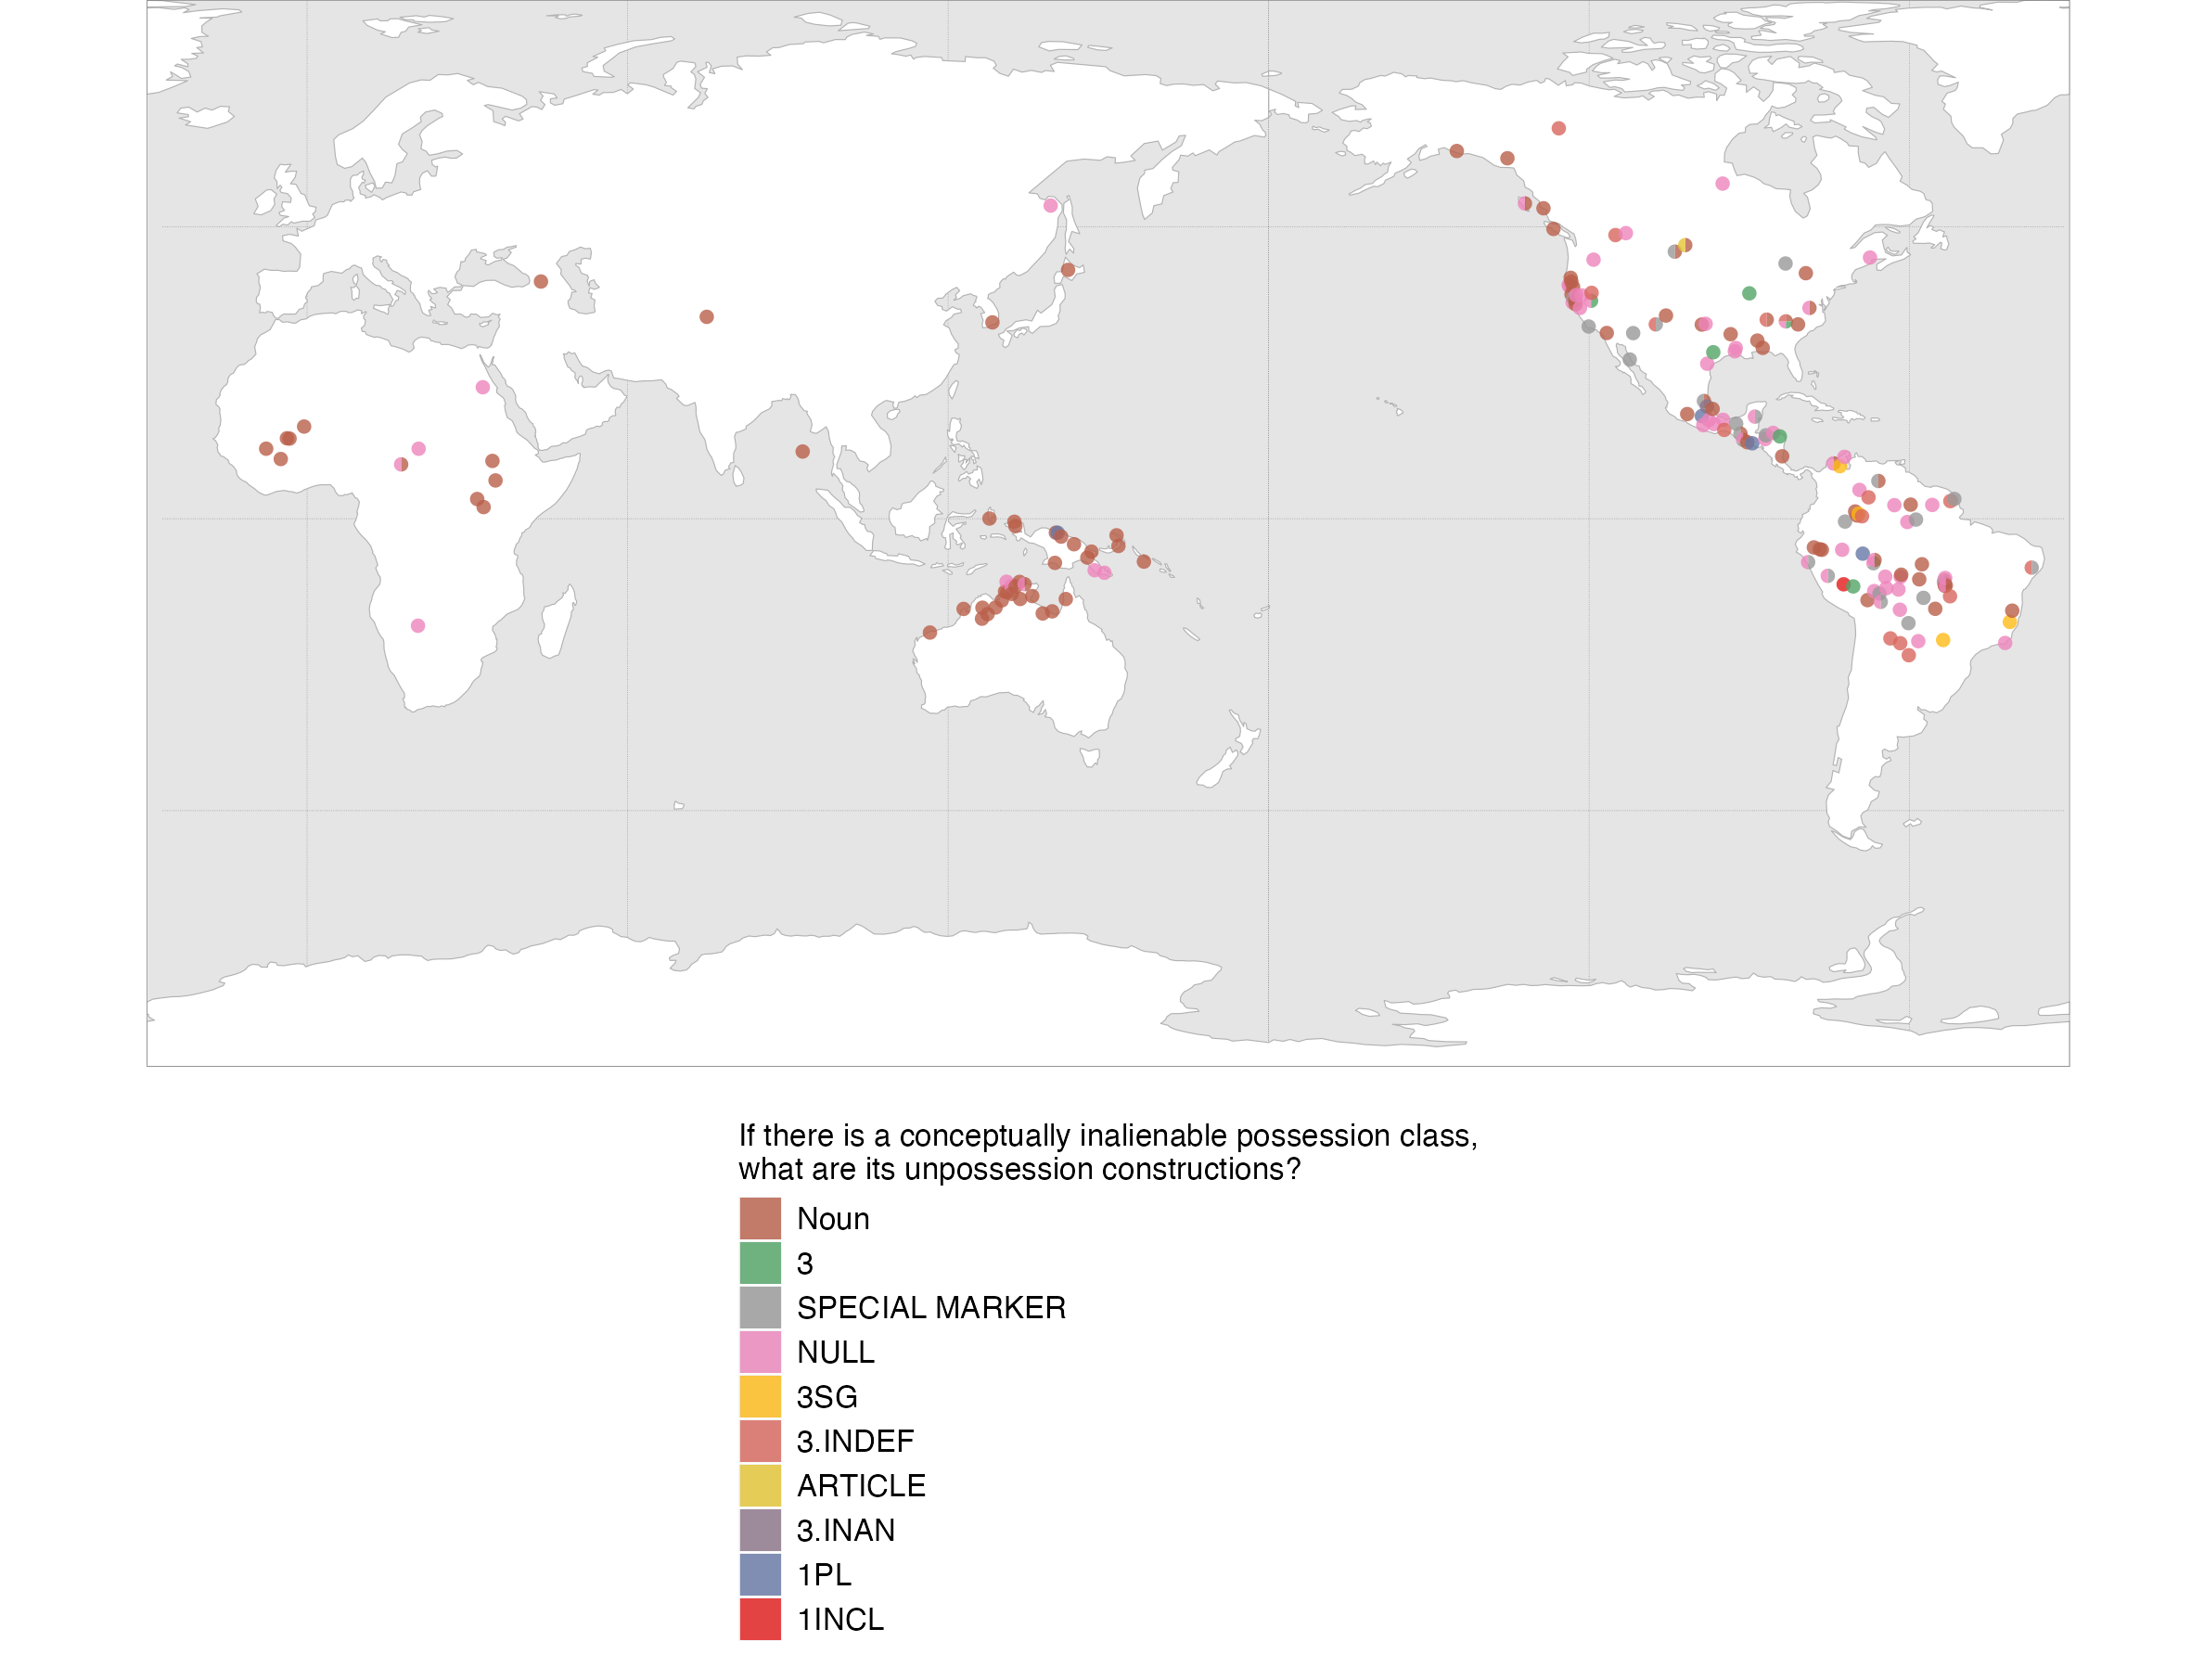 If there is a conceptually inalienable possession class,
what are its unpossession constructions?
Noun
3
SPECIAL MARKER
NULL
3SG
3.INDEF
ARTICLE
3.INAN
1PL
1INCL